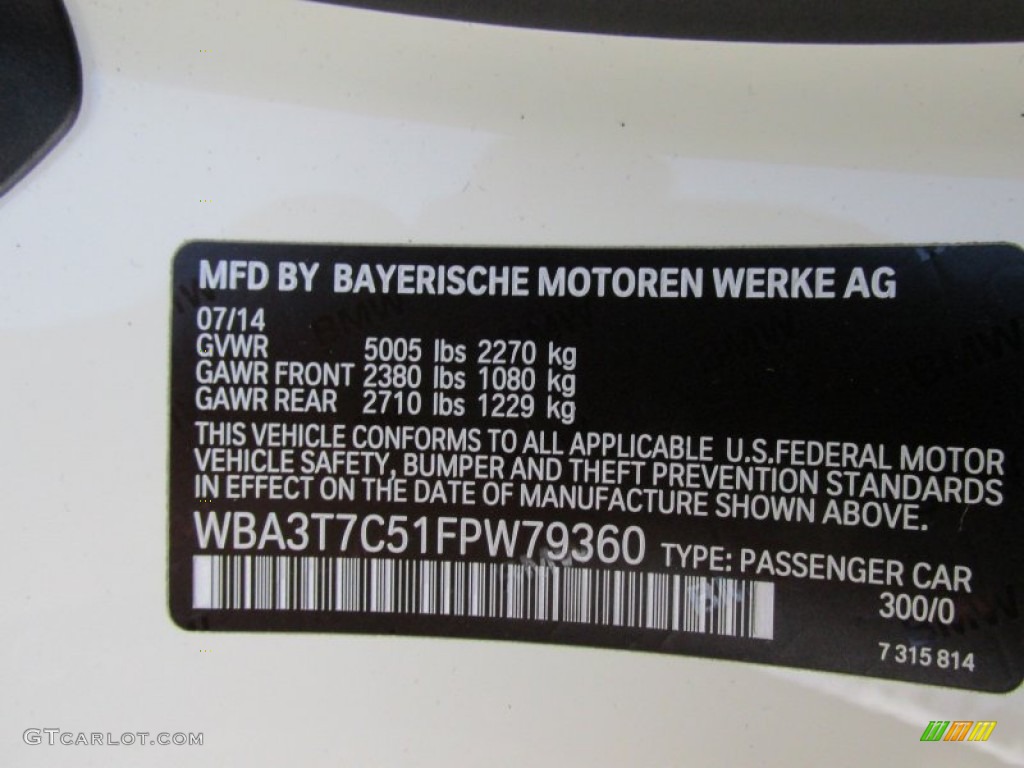 MFD BY BAYERISCHE MOTOREN WERKE AG
07/14
GVWR 5005 lbs 2270 kg
GAWR FRONT 2380 lbs 1080 kg
GAWR REAR 2710 lbs 1229 kg
THIS VEHICLE CONFORMS TO ALL APPLICABLE U.S.FEDERAL MOTOR
VEHICLE SAFETY, BUMPER AND THEFT PREVENTION STANDARDS
IN EFFECT ON THE DATE OF MANUFACTURE SHOWN ABOVE.
WBA3T7C51FPW79360 TYPE: PASSENGER CAR
300/0
7 315 814
GTCARLOT.COM